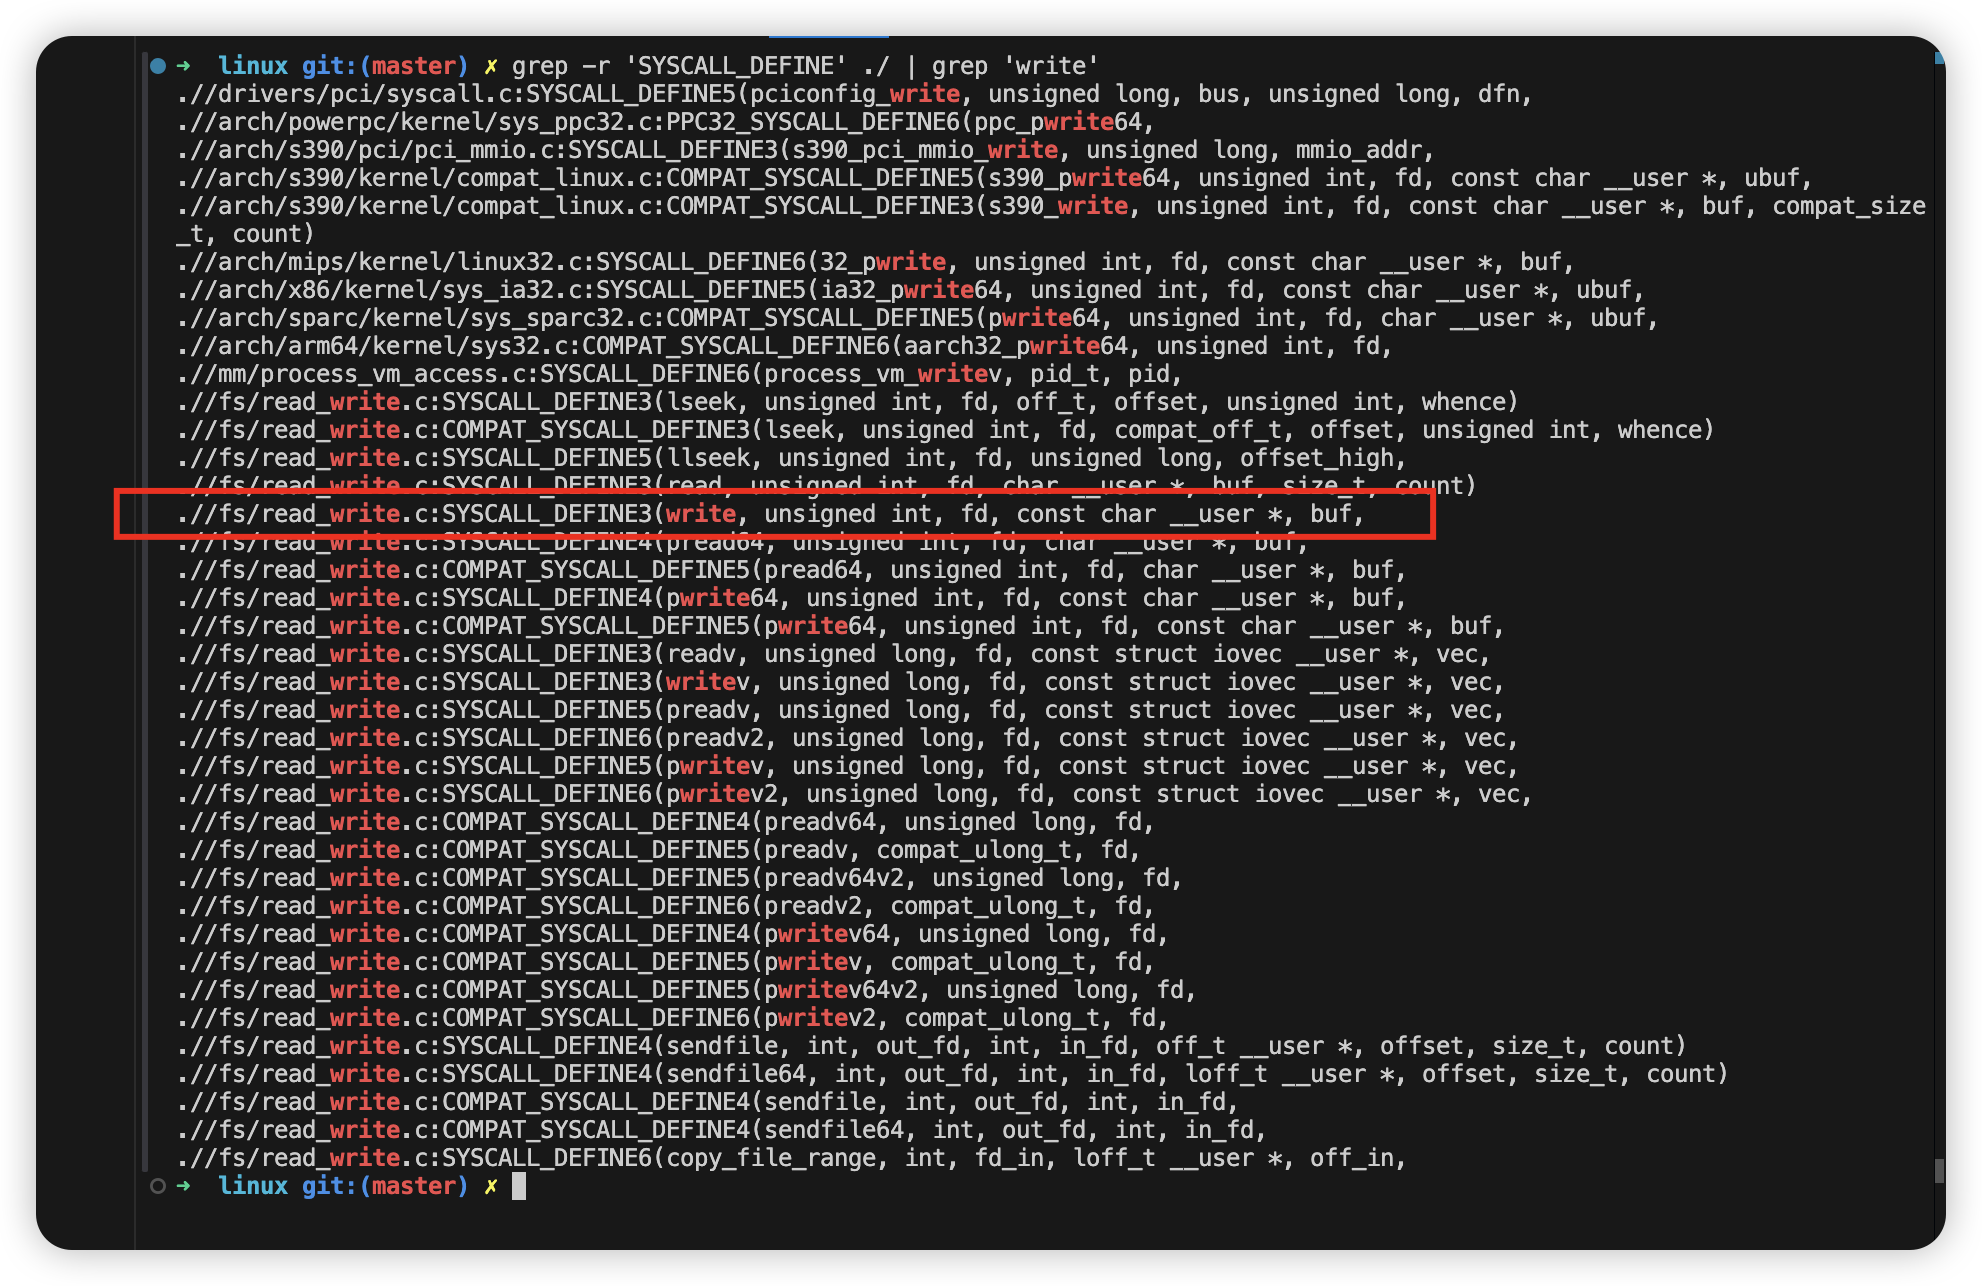 ➜  linux git:(master) ✗ grep -r 'SYSCALL_DEFINE' ./ | grep 'write'
.//drivers/pci/syscall.c:SYSCALL_DEFINE5(pciconfig_write, unsigned long, bus, unsigned long, dfn,
.//arch/powerpc/kernel/sys_ppc32.c:PPC32_SYSCALL_DEFINE6(ppc_pwrite64,
.//arch/s390/pci/pci_mmio.c:SYSCALL_DEFINE3(s390_pci_mmio_write, unsigned long, mmio_addr,
.//arch/s390/kernel/compat_linux.c:COMPAT_SYSCALL_DEFINE5(s390_pwrite64, unsigned int, fd, const char __user *, ubuf,
.//arch/s390/kernel/compat_linux.c:COMPAT_SYSCALL_DEFINE3(s390_write, unsigned int, fd, const char __user *, buf, compat_size
_t, count)
.//arch/mips/kernel/linux32.c:SYSCALL_DEFINE6(32_pwrite, unsigned int, fd, const char __user *, buf,
.//arch/x86/kernel/sys_ia32.c:SYSCALL_DEFINE5(ia32_pwrite64, unsigned int, fd, const char __user *, ubuf,
.//arch/sparc/kernel/sys_sparc32.c:COMPAT_SYSCALL_DEFINE5(pwrite64, unsigned int, fd, char __user *, ubuf,
.//arch/arm64/kernel/sys32.c:COMPAT_SYSCALL_DEFINE6(aarch32_pwrite64, unsigned int, fd,
.//mm/process_vm_access.c:SYSCALL_DEFINE6(process_vm_writev, pid_t, pid,
.//fs/read_write.c:SYSCALL_DEFINE3(lseek, unsigned int, fd, off_t, offset, unsigned int, whence)
.//fs/read_write.c:COMPAT_SYSCALL_DEFINE3(lseek, unsigned int, fd, compat_off_t, offset, unsigned int, whence)
.//fs/read_write.c:SYSCALL_DEFINE5(llseek, unsigned int, fd, unsigned long, offset_high,
.//fs/read_write.c:SYSCALL_DEFINE3(read, unsigned int, fd, char __user *, buf, size_t, count)
.//fs/read_write.c:SYSCALL_DEFINE3(write, unsigned int, fd, const char __user *, buf,
.//fs/read_write.c:SYSCALL_DEFINE4(pread64, unsigned int, fd, char __user *, buf,
.//fs/read_write.c:COMPAT_SYSCALL_DEFINE5(pread64, unsigned int, fd, char __user *, buf,
.//fs/read_write.c:SYSCALL_DEFINE4(pwrite64, unsigned int, fd, const char __user *, buf,
.//fs/read_write.c:COMPAT_SYSCALL_DEFINE5(pwrite64, unsigned int, fd, const char __user *, buf,
.//fs/read_write.c:SYSCALL_DEFINE3(readv, unsigned long, fd, const struct iovec __user *, vec,
.//fs/read_write.c:SYSCALL_DEFINE3(writev, unsigned long, fd, const struct iovec __user *, vec,
.//fs/read_write.c:SYSCALL_DEFINE5(preadv, unsigned long, fd, const struct iovec __user *, vec,
.//fs/read_write.c:SYSCALL_DEFINE6(preadv2, unsigned long, fd, const struct iovec __user *, vec,
.//fs/read_write.c:SYSCALL_DEFINE5(pwritev, unsigned long, fd, const struct iovec __user *, vec,
.//fs/read_write.c:SYSCALL_DEFINE6(pwritev2, unsigned long, fd, const struct iovec __user *, vec,
.//fs/read_write.c:COMPAT_SYSCALL_DEFINE4(preadv64, unsigned long, fd,
.//fs/read_write.c:COMPAT_SYSCALL_DEFINE5(preadv, compat_ulong_t, fd,
.//fs/read_write.c:COMPAT_SYSCALL_DEFINE5(preadv64v2, unsigned long, fd,
.//fs/read_write.c:COMPAT_SYSCALL_DEFINE6(preadv2, compat_ulong_t, fd,
.//fs/read_write.c:COMPAT_SYSCALL_DEFINE4(pwritev64, unsigned long, fd,
.//fs/read_write.c:COMPAT_SYSCALL_DEFINE5(pwritev, compat_ulong_t, fd,
.//fs/read_write.c:COMPAT_SYSCALL_DEFINE5(pwritev64v2, unsigned long, fd,
.//fs/read_write.c:COMPAT_SYSCALL_DEFINE6(pwritev2, compat_ulong_t, fd,
.//fs/read_write.c:SYSCALL_DEFINE4(sendfile, int, out_fd, int, in_fd, off_t __user *, offset, size_t, count)
.//fs/read_write.c:SYSCALL_DEFINE4(sendfile64, int, out_fd, int, in_fd, loff_t __user *, offset, size_t, count)
.//fs/read_write.c:COMPAT_SYSCALL_DEFINE4(sendfile, int, out_fd, int, in_fd,
.//fs/read_write.c:COMPAT_SYSCALL_DEFINE4(sendfile64, int, out_fd, int, in_fd,
.//fs/read_write.c:SYSCALL_DEFINE6(copy_file_range, int, fd_in, loff_t __user *, off_in,
➜  linux git:(master) ✗